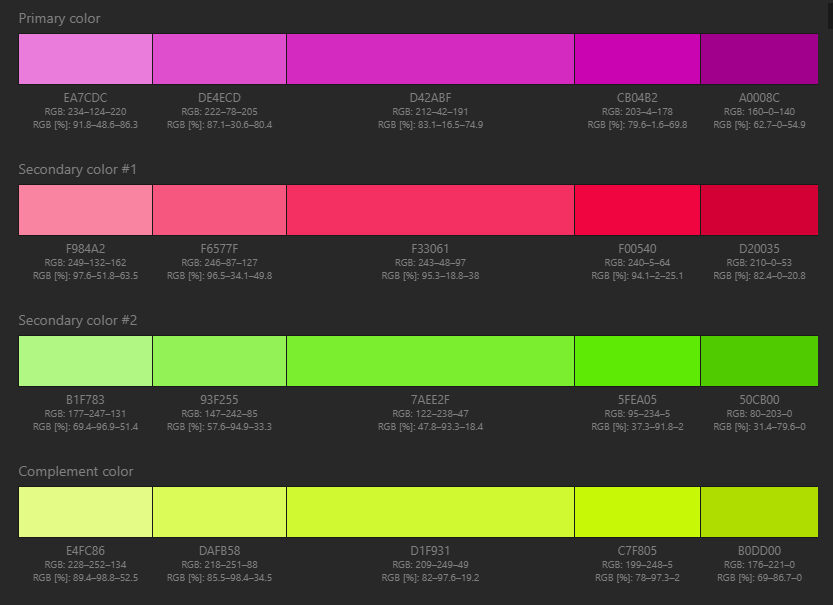 Primary color
EA7CDC DE4ECD D42ABF CB04B2 A0008C
RGB: 234–124–220 RGB: 222–78–205 RGB: 212–42–191 RGB: 203–4–178 RGB: 160–0–140
RGB [%]: 91.8–48.6–86.3 RGB [%]: 87.1–30.6–80.4 RGB [%]: 83.1–16.5–74.9 RGB [%]: 79.6–1.6–69.8 RGB [%]: 62.7–0–54.9
Secondary color #1
F984A2 F6577F F33061 F00540 D20035
RGB: 249–132–162 RGB: 246–87–127 RGB: 243–48–97 RGB: 240–5–64 RGB: 210–0–53
RGB [%]: 97.6–51.8–63.5 RGB [%]: 96.5–34.1–49.8 RGB [%]: 95.3–18.8–38 RGB [%]: 94.1–2–25.1 RGB [%]: 82.4–0–20.8
Secondary color #2
B1F783 93F255 7AEE2F 5FEA05 50CB00
RGB: 177–247–131 RGB: 147–242–85 RGB: 122–238–47 RGB: 95–234–5 RGB: 80–203–0
RGB [%]: 69.4–96.9–51.4 RGB [%]: 57.6–94.9–33.3 RGB [%]: 47.8–93.3–18.4 RGB [%]: 37.3–91.8–2 RGB [%]: 31.4–79.6–0
Complement color
E4FC86 DAFB58 D1F931 C7F805 B0DD00
RGB: 228–252–134 RGB: 218–251–88 RGB: 209–249–49 RGB: 199–248–5 RGB: 176–221–0
RGB [%]: 89.4–98.8–52.5 RGB [%]: 85.5–98.4–34.5 RGB [%]: 82–97.6–19.2 RGB [%]: 78–97.3–2 RGB [%]: 69–86.7–0